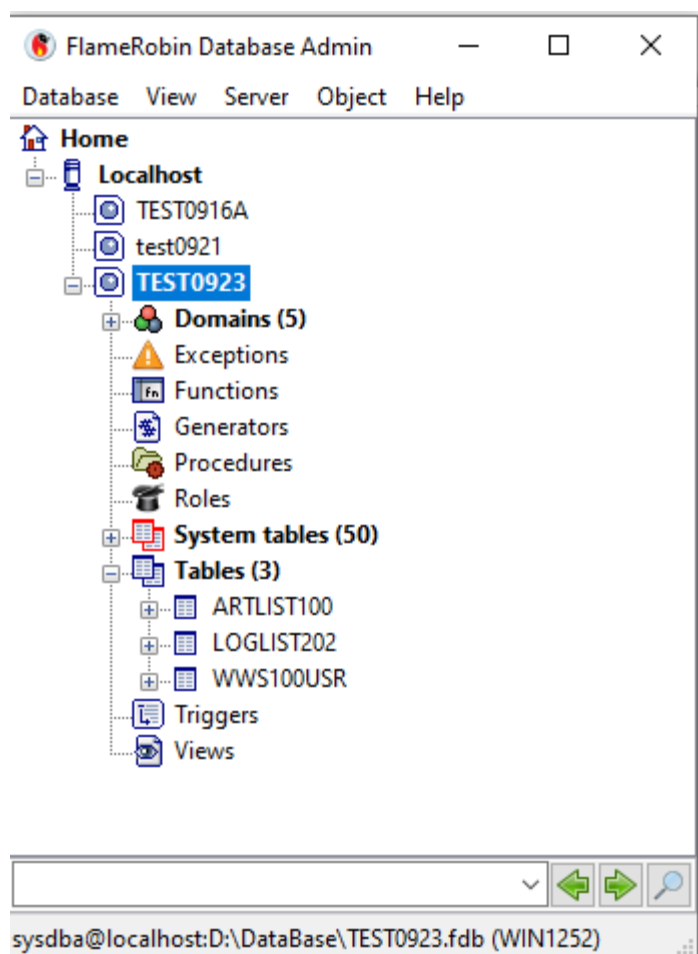 FlameRobin Database Admin
Database View Server Object Help
Home
Localhost
TEST0916A
test0921
TEST0923
Domains (5)
Exceptions
fn Functions
Generators
Procedures
Roles
System tables (50)
Tables (3)
ARTLIST100
LOGLIST202
WWS100USR
Triggers
Views
sysdba@localhost:D:\DataBase\TEST0923.fdb (WIN1252)